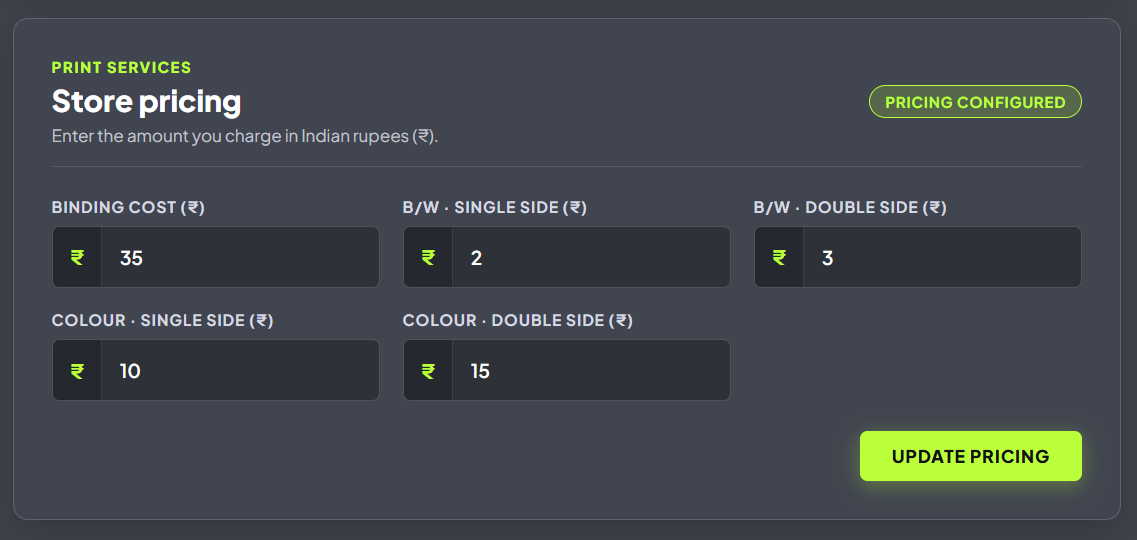 PRINT SERVICES
Store pricing
PRICING CONFIGURED
Enter the amount you charge in Indian rupees (₹).
BINDING COST (₹)
B/W · SINGLE SIDE (₹)
B/W · DOUBLE SIDE (₹)
₹ 35
₹ 2
₹ 3
COLOUR · SINGLE SIDE (₹)
COLOUR · DOUBLE SIDE (₹)
₹ 10
₹ 15
UPDATE PRICING